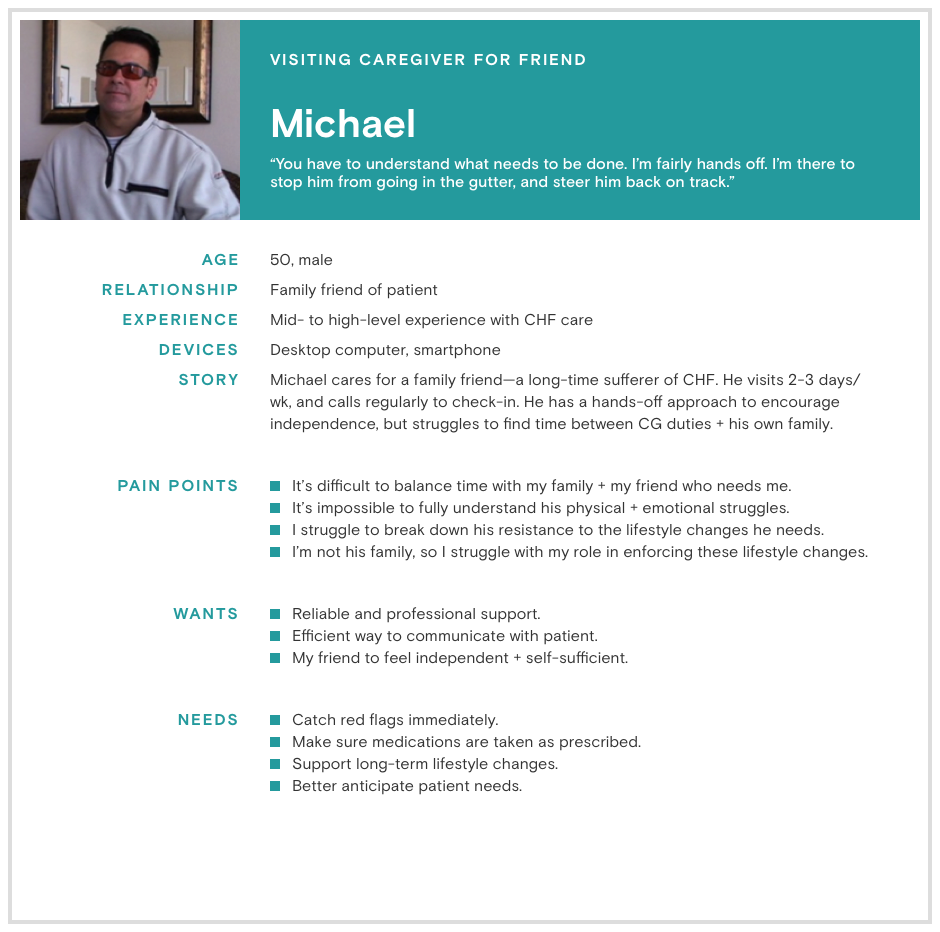 VISITING CAREGIVER FOR FRIEND
Michael
“You have to understand what needs to be done. I’m fairly hands off. I’m there to
stop him from going in the gutter, and steer him back on track.”
AGE 50, male
RELATIONSHIP Family friend of patient
EXPERIENCE Mid- to high-level experience with CHF care
DEVICES Desktop computer, smartphone
STORY Michael cares for a family friend—a long-time sufferer of CHF. He visits 2-3 days/
wk, and calls regularly to check-in. He has a hands-off approach to encourage
independence, but struggles to find time between CG duties + his own family.
PAIN POINTS It’s difficult to balance time with my family + my friend who needs me.
It’s impossible to fully understand his physical + emotional struggles.
I struggle to break down his resistance to the lifestyle changes he needs.
I’m not his family, so I struggle with my role in enforcing these lifestyle changes.
WANTS Reliable and professional support.
Efficient way to communicate with patient.
My friend to feel independent + self-sufficient.
NEEDS Catch red flags immediately.
Make sure medications are taken as prescribed.
Support long-term lifestyle changes.
Better anticipate patient needs.